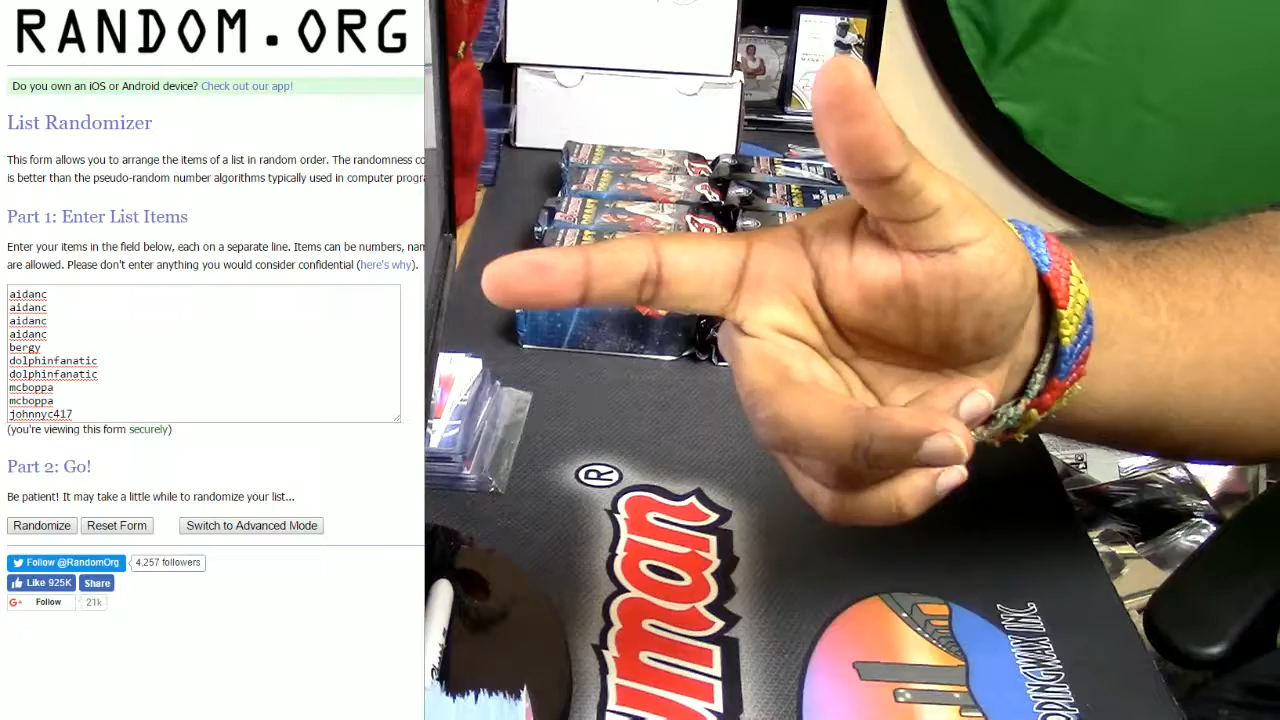 RANDOM.ORG
Do you own an iOS or Android device? Check out our app!
List Randomizer
This form allows you to arrange the items of a list in random order. The randomness co
is better than the pseudo-random number algorithms typically used in computer progra
Part 1: Enter List Items
Enter your items in the field below, each on a separate line. Items can be numbers, nam
are allowed. Please don't enter anything you would consider confidential (here's why).
aidanc
aidanc
aidanc
aidanc
bergy
dolphinfanatic
dolphinfanatic
mcboppa
mcboppa
johnnyc417
(you're viewing this form securely)
Part 2: Go!
Be patient! It may take a little while to randomize your list...
Randomize Reset Form Switch to Advanced Mode
Follow @RandomOrg 4,257 followers
Like 925K Share
G+ Follow 21k
uman ®
OPINGWAX INC.